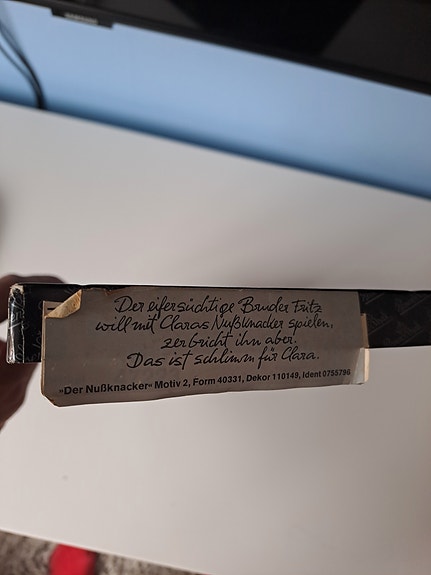 Der eifersüchtige Bruder Fritz
will mit Claras Nußknacker spielen,
zerbricht ihn aber.
Das ist schlimm für Clara.
»Der Nußknacker« Motiv 2, Form 40331, Dekor 110149, Ident 0755796